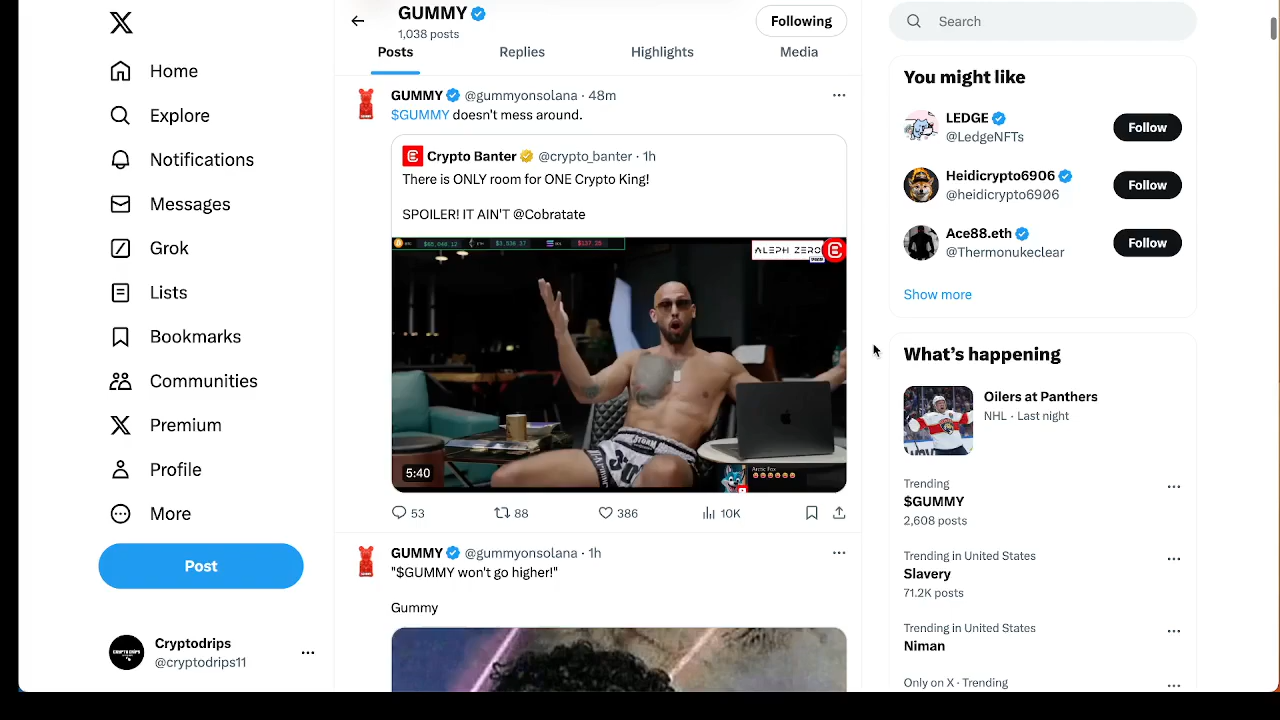 Home
Explore
Notifications
Messages
Grok
Lists
Bookmarks
Communities
Premium
Profile
More
Post
Cryptodrips
@cryptodrips11
GUMMY
1,038 posts
Following
Posts
Replies
Highlights
Media
GUMMY @gummyonsolana · 48m
$GUMMY doesn't mess around.
Crypto Banter @crypto_banter · 1h
There is ONLY room for ONE Crypto King!
SPOILER! IT AIN'T @Cobratate
ALEPH ZERO
5:40
53
88
386
10K
GUMMY @gummyonsolana · 1h
"$GUMMY won't go higher!"
Gummy
Search
You might like
LEDGE
@LedgeNFTs
Follow
Heidicrypto6906
@heidicrypto6906
Follow
Ace88.eth
@Thermonukeclear
Follow
Show more
What's happening
Oilers at Panthers
NHL · Last night
Trending
$GUMMY
2,608 posts
Trending in United States
Slavery
71.2K posts
Trending in United States
Niman
Only on X · Trending